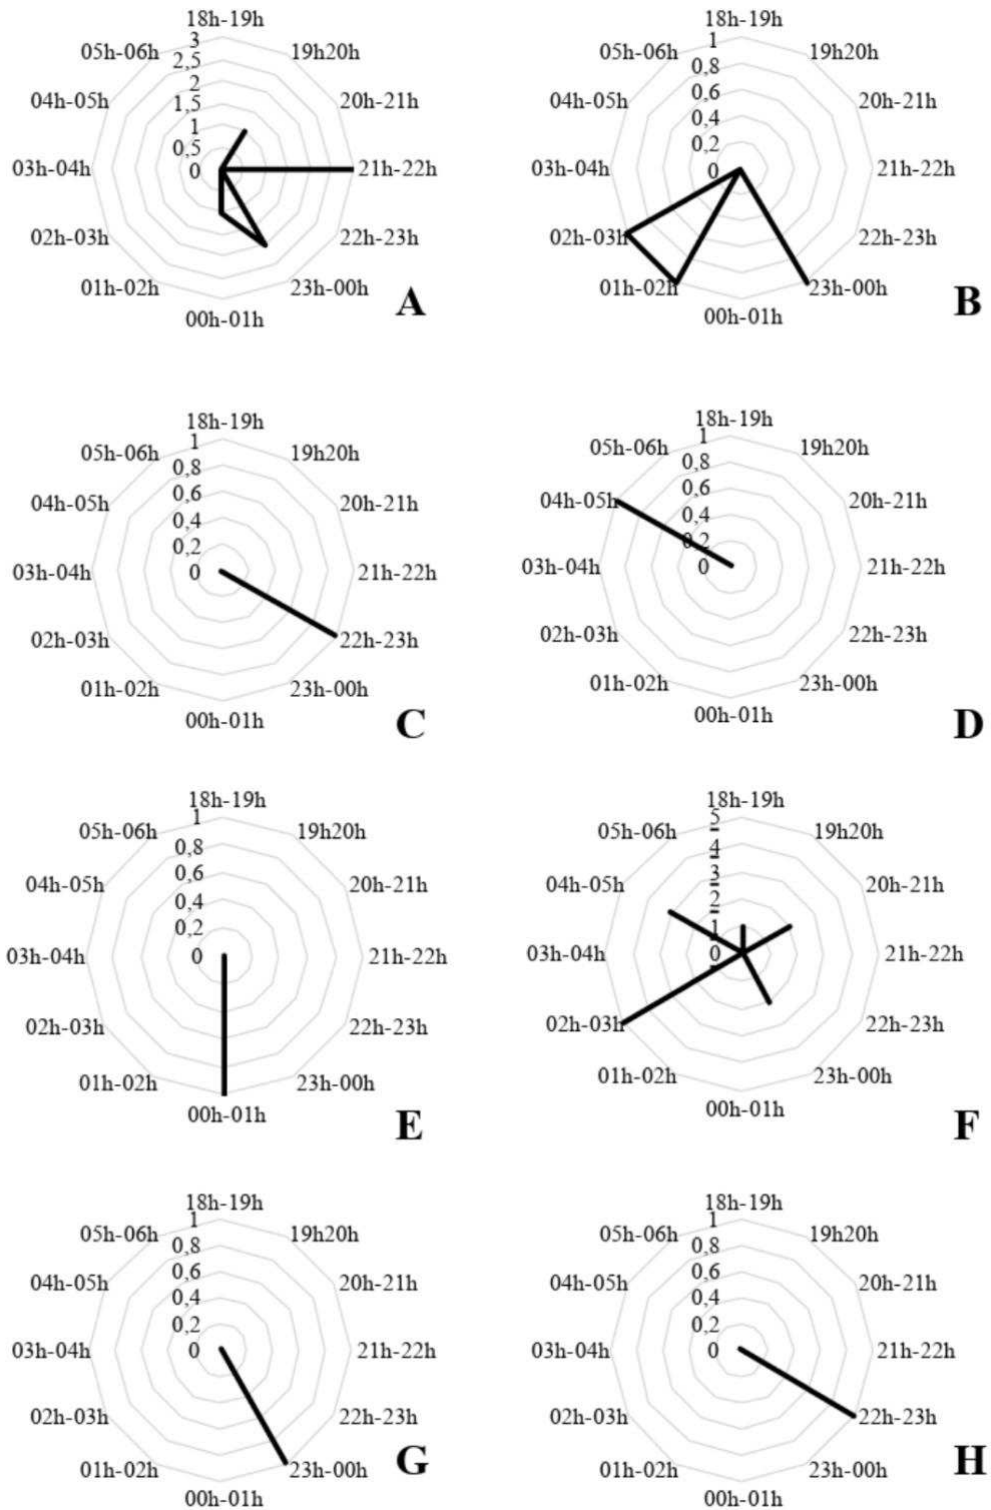 18h-19h
3
05h-06h
19h20h
2,5
2
04h-05h
1,5
20h-21h
1
0,5
03h-04h
0
21h-22h
02h-03h
22h-23h
01h-02h
23h-00h
00h-01h
A
18h-19h
1
05h-06h
19h20h
0,8
0,6
04h-05h
20h-21h
0,4
0,2
03h-04h
0
21h-22h
02h-03h
22h-23h
01h-02h
23h-00h
00h-01h
B
18h-19h
1
05h-06h
19h20h
0,8
0,6
04h-05h
20h-21h
0,4
0,2
03h-04h
0
21h-22h
02h-03h
22h-23h
01h-02h
23h-00h
00h-01h
C
18h-19h
1
05h-06h
19h20h
0,8
0,6
04h-05h
20h-21h
0,4
0,2
03h-04h
0
21h-22h
02h-03h
22h-23h
01h-02h
23h-00h
00h-01h
D
18h-19h
1
05h-06h
19h20h
0,8
0,6
04h-05h
20h-21h
0,4
0,2
03h-04h
0
21h-22h
02h-03h
22h-23h
01h-02h
23h-00h
00h-01h
E
18h-19h
5
05h-06h
19h20h
4
3
04h-05h
20h-21h
2
1
03h-04h
0
21h-22h
02h-03h
22h-23h
01h-02h
23h-00h
00h-01h
F
18h-19h
1
05h-06h
19h20h
0,8
0,6
04h-05h
20h-21h
0,4
0,2
03h-04h
0
21h-22h
02h-03h
22h-23h
01h-02h
23h-00h
00h-01h
G
18h-19h
1
05h-06h
19h20h
0,8
0,6
04h-05h
20h-21h
0,4
0,2
03h-04h
0
21h-22h
02h-03h
22h-23h
01h-02h
23h-00h
00h-01h
H